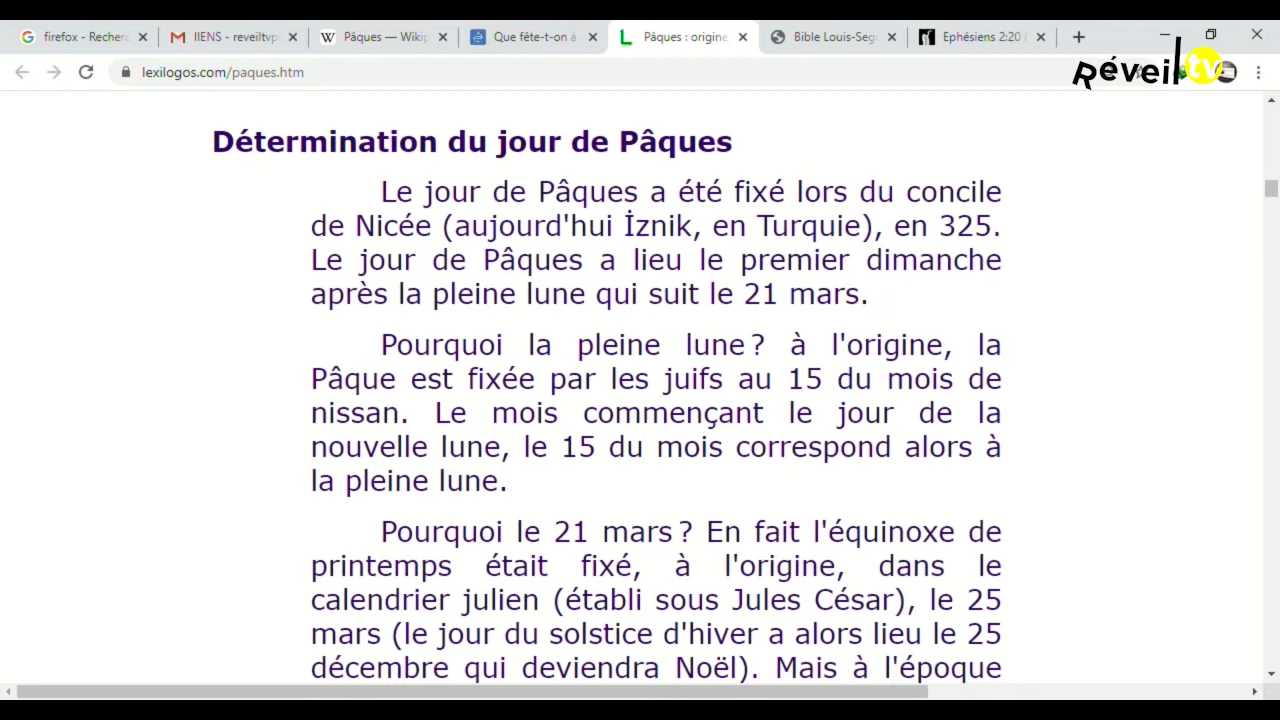 firefox - Recherc
IIENS - reveiltvp
Pâques — Wikip
Que fête-t-on à
Pâques : origine
Bible Louis-Seg
Ephésiens 2:20
lexilogos.com/paques.htm
Réveil tv
Détermination du jour de Pâques
Le jour de Pâques a été fixé lors du concile
de Nicée (aujourd'hui İznik, en Turquie), en 325.
Le jour de Pâques a lieu le premier dimanche
après la pleine lune qui suit le 21 mars.
Pourquoi la pleine lune ? à l'origine, la
Pâque est fixée par les juifs au 15 du mois de
nissan. Le mois commençant le jour de la
nouvelle lune, le 15 du mois correspond alors à
la pleine lune.
Pourquoi le 21 mars ? En fait l'équinoxe de
printemps était fixé, à l'origine, dans le
calendrier julien (établi sous Jules César), le 25
mars (le jour du solstice d'hiver a alors lieu le 25
décembre qui deviendra Noël). Mais à l'époque